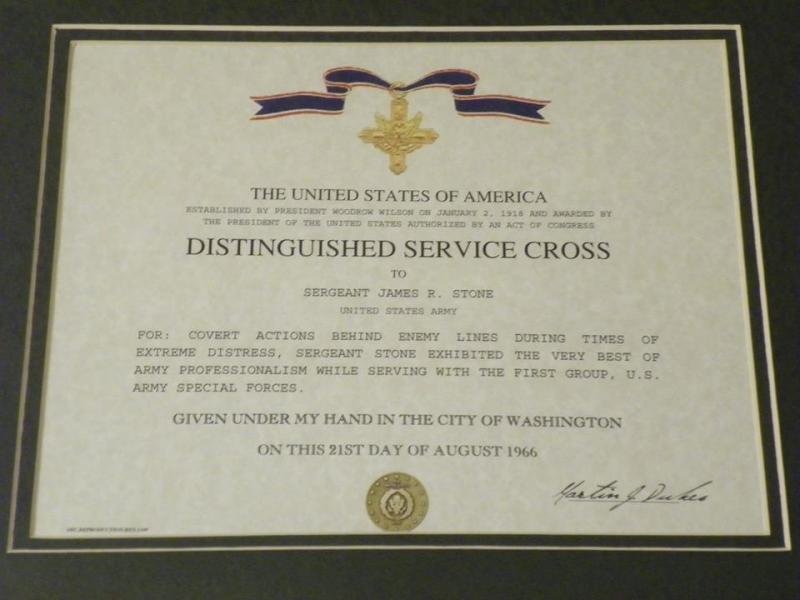 THE UNITED STATES OF AMERICA
ESTABLISHED BY PRESIDENT WOODROW WILSON ON JANUARY 2, 1918 AND AWARDED BY
THE PRESIDENT OF THE UNITED STATES AUTHORIZED BY AN ACT OF CONGRESS
DISTINGUISHED SERVICE CROSS
TO
SERGEANT JAMES R. STONE
UNITED STATES ARMY
FOR: COVERT ACTIONS BEHIND ENEMY LINES DURING TIMES OF
EXTREME DISTRESS, SERGEANT STONE EXHIBITED THE VERY BEST OF
ARMY PROFESSIONALISM WHILE SERVING WITH THE FIRST GROUP, U.S.
ARMY SPECIAL FORCES.
GIVEN UNDER MY HAND IN THE CITY OF WASHINGTON
ON THIS 21ST DAY OF AUGUST 1966
Martin J Dukes